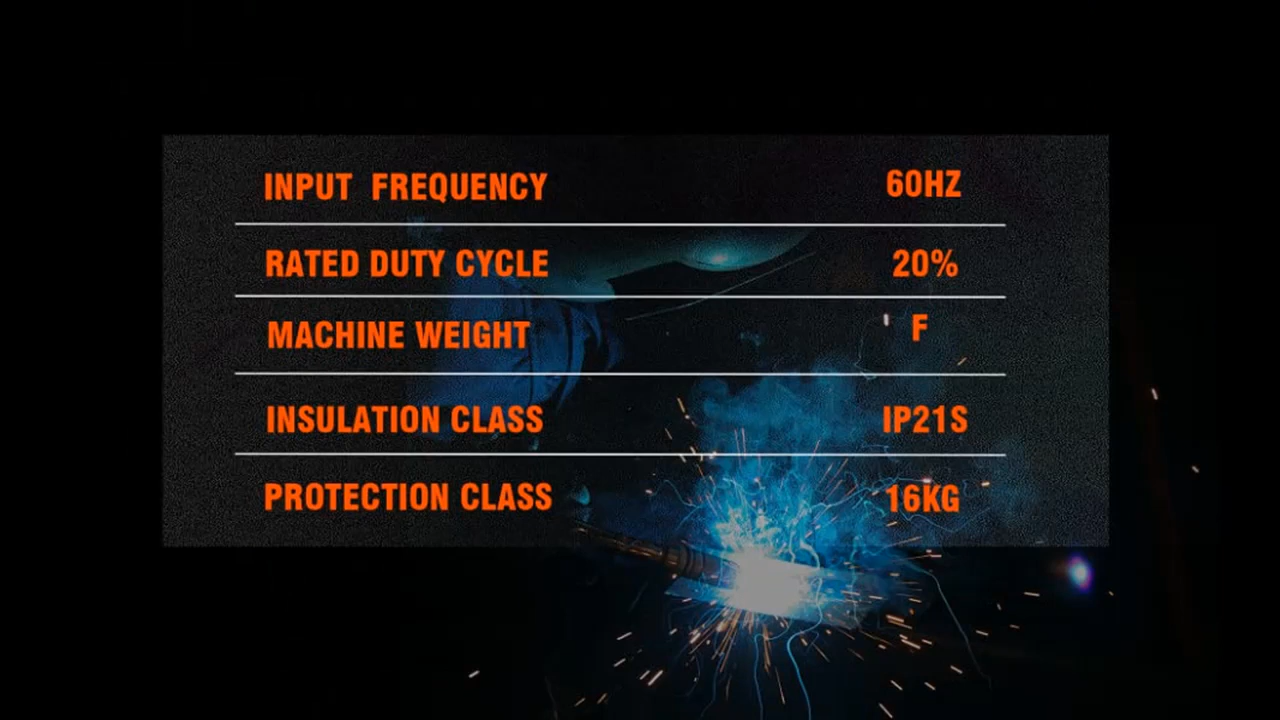 INPUT FREQUENCY 60HZ
RATED DUTY CYCLE 20%
MACHINE WEIGHT F
INSULATION CLASS IP21S
PROTECTION CLASS 16KG